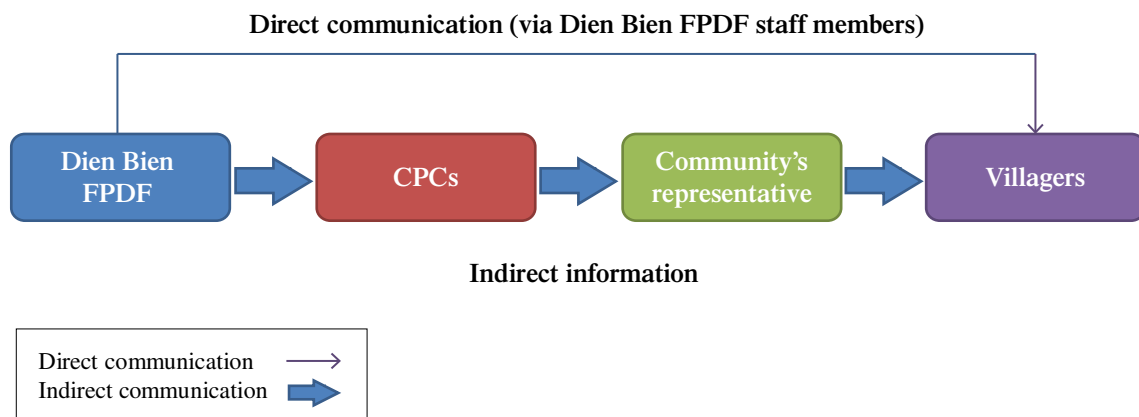 Direct communication (via Dien Bien FPDF staff members)
Dien Bien
FPDF
CPCs
Community’s
representative
Villagers
Indirect information
Direct communication
Indirect communication